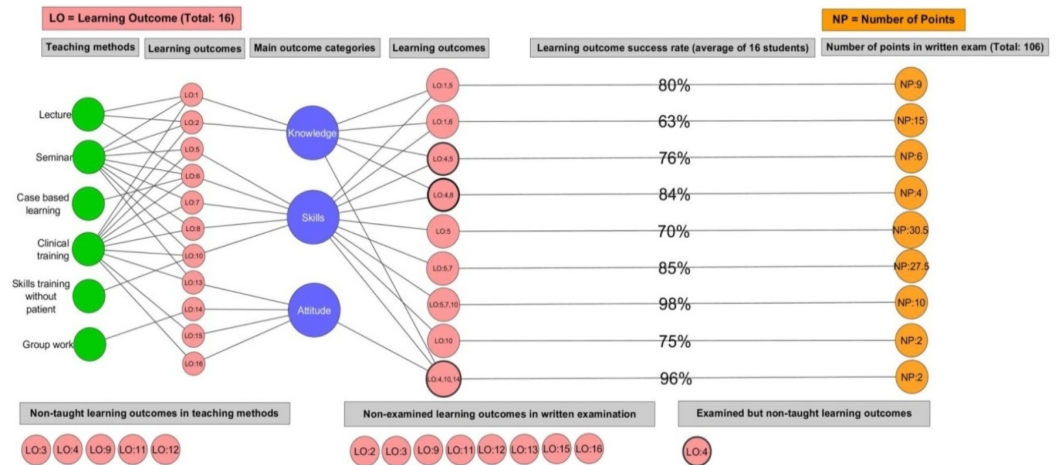 LO = Learning Outcome (Total: 16)
NP = Number of Points
Teaching methods
Learning outcomes
Main outcome categories
Learning outcomes
Learning outcome success rate (average of 16 students)
Number of points in written exam (Total: 106)
Lecture
Seminar
Case based
learning
Clinical
training
Skills training
without
patient
Group work
LO:1
LO:2
LO:5
LO:6
LO:7
LO:8
LO:10
LO:13
LO:14
LO:15
LO:16
Knowledge
Skills
Attitude
LO:1,5
80%
NP:9
LO:1,6
63%
NP:15
LO:4,5
76%
NP:6
LO:4,6
84%
NP:4
LO:5
70%
NP:30.5
LO:5,7
85%
NP:27.5
LO:5,7,10
98%
NP:10
LO:10
75%
NP:2
LO:4,10,14
96%
NP:2
Non-taught learning outcomes in teaching methods
LO:3 LO:4 LO:9 LO:11 LO:12
Non-examined learning outcomes in written examination
LO:2 LO:3 LO:9 LO:11 LO:12 LO:13 LO:15 LO:16
Examined but non-taught learning outcomes
LO:4